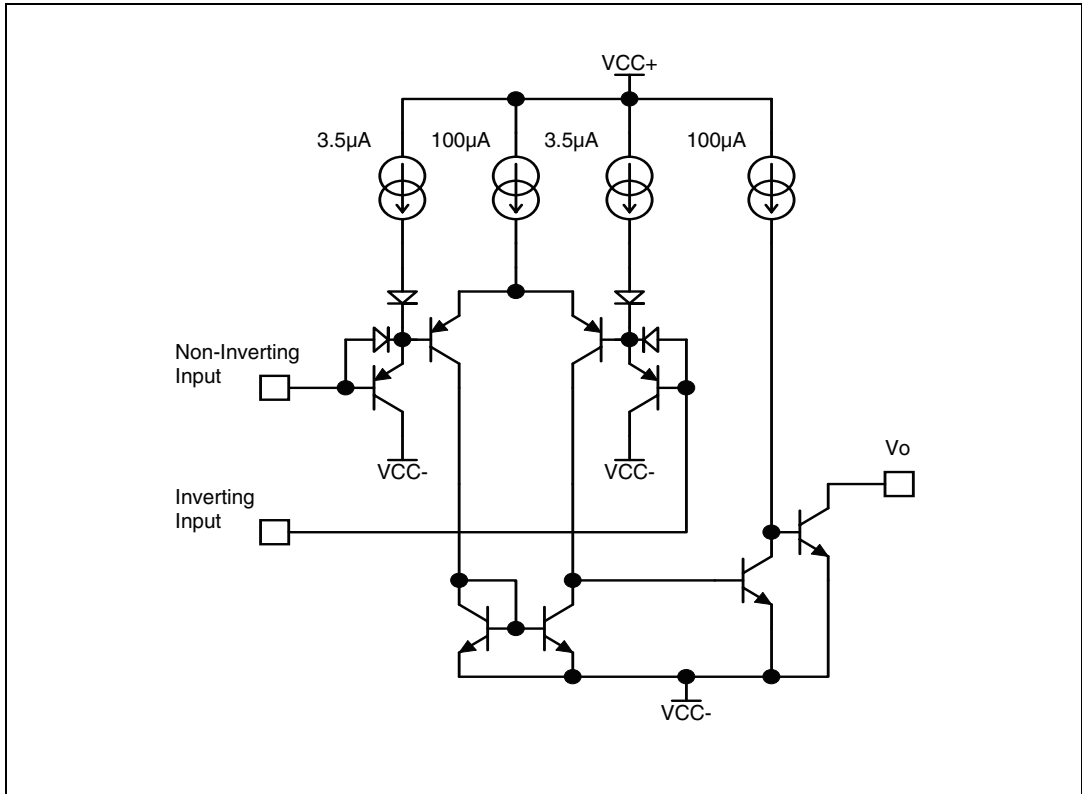 VCC+
3.5µA
100µA
3.5µA
100µA
Non-Inverting
Input
VCC-
VCC-
Vo
Inverting
Input
VCC-